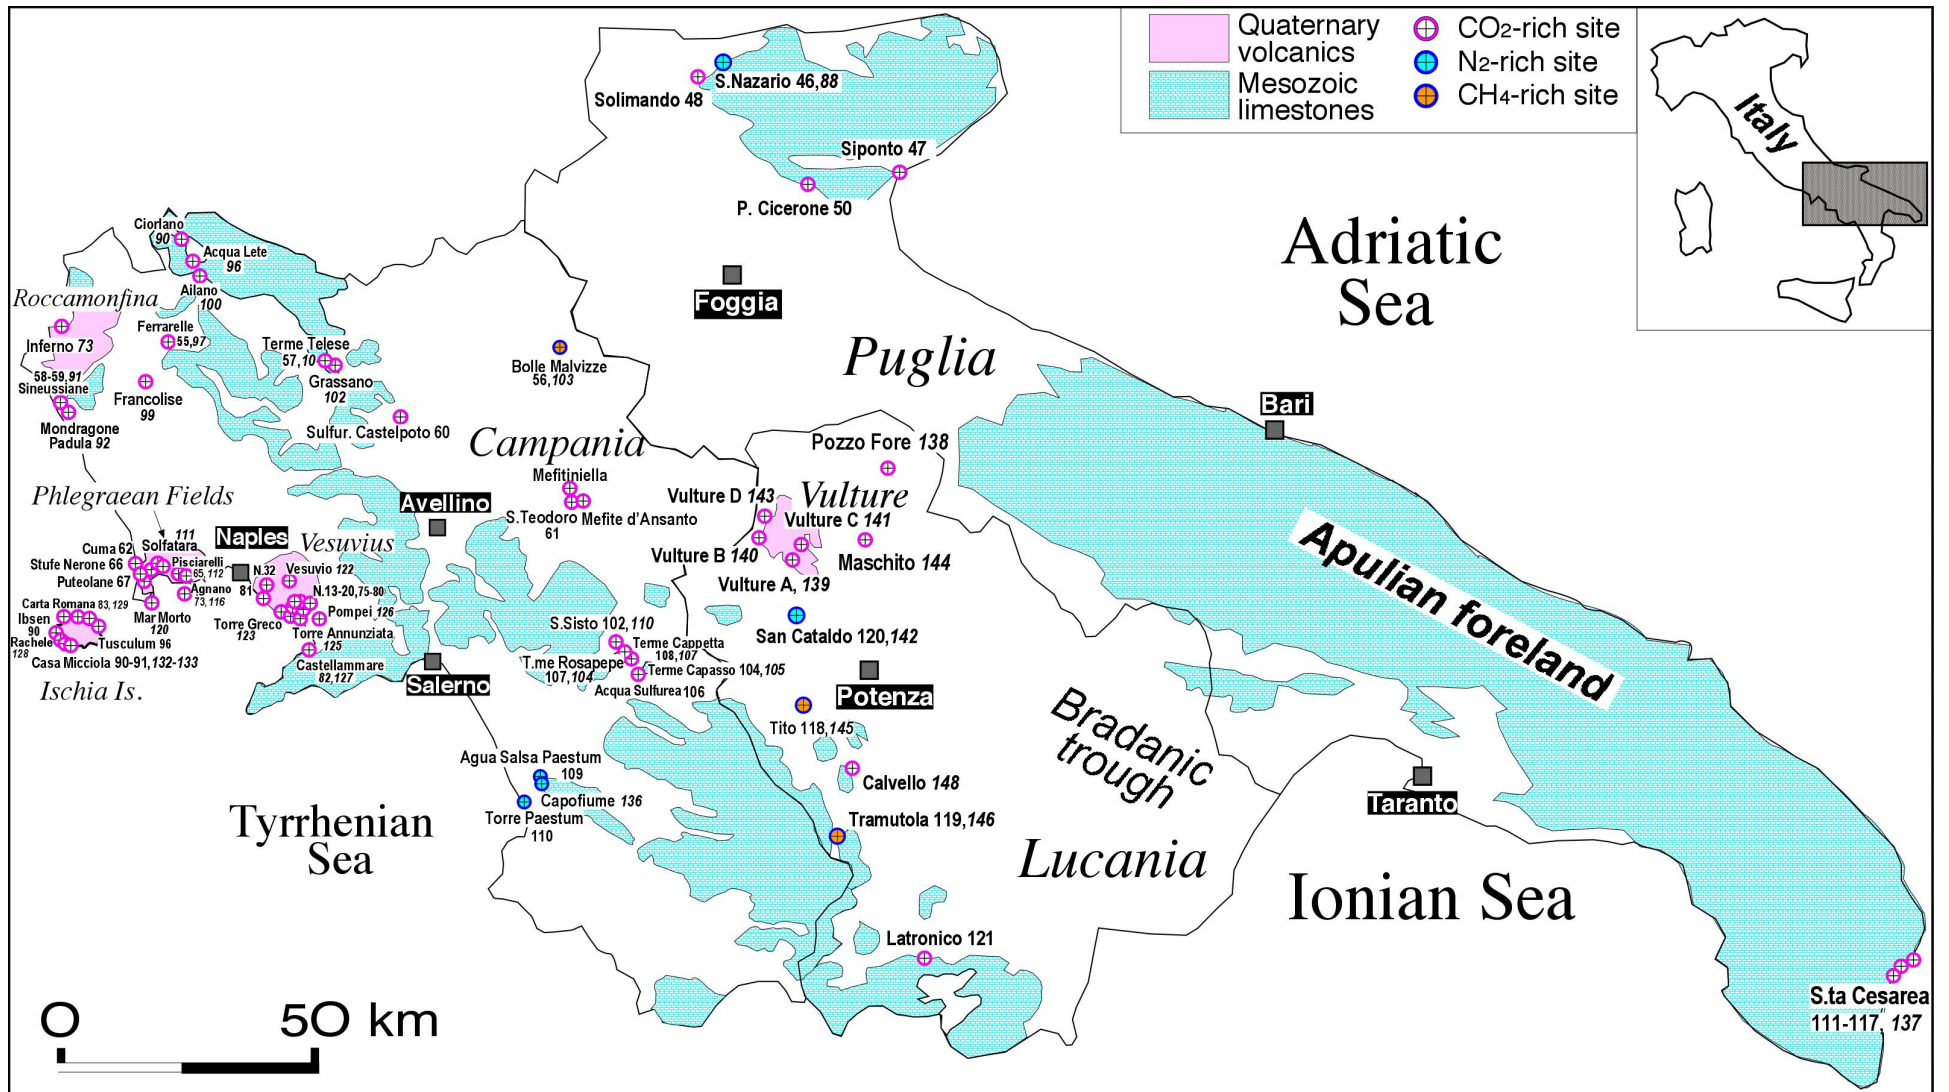 Quaternary
volcanics
Mesozoic
limestones
CO2-rich site
N2-rich site
CH4-rich site
Italy
S.Nazario 46,88
Solimando 48
Siponto 47
P. Cicerone 50
Foggia
Adriatic
Sea
Puglia
Ciorlano
90
Acqua Lete
96
Ailano
100
Roccamonfina
Inferno 73
Ferrarelle
55,97
Terme Telese
57,10
Grassano
102
Bolle Malvizze
56,103
58-59,91
Sineussiane
Francolise
99
Mondragone
Padula 92
Sulfur. Castelpoto 60
Campania
Bari
Pozzo Fore 138
Mefitiniella
S.Teodoro
61
Mefite d'Ansanto
Vulture D 143
Vulture
Vulture C 141
Vulture B 140
Maschito 144
Vulture A, 139
Phlegraean Fields
Avellino
111
Naples
Vesuvius
Cuma 62
Solfatara
Stufe Nerone 66
Pisciarelli
65,112
Puteolane 67
Agnano
73,116
N.32
81
Vesuvio 122
N.13-20,75-80
Pompei 126
Carta Romana 83,129
Ibsen
90
Mar Morto
120
Torre Greco
123
Torre Annunziata
125
Rachele
128
Tusculum 96
Casa Micciola 90-91,132-133
Castellammare
82,127
Ischia Is.
Salerno
S.Sisto 102,110
Terme Cappetta
108,107
T.me Rosapepe
107,104
Terme Capasso 104,105
Acqua Sulfurea 106
San Cataldo 120,142
Potenza
Apulian foreland
Tito 118,145
Bradanic
trough
Agua Salsa Paestum
109
Capofiume 136
Torre Paestum
110
Calvello 148
Taranto
Tramutola 119,146
Tyrrhenian
Sea
Lucania
Ionian Sea
Latronico 121
S.ta Cesarea
111-117, 137
0 50 km